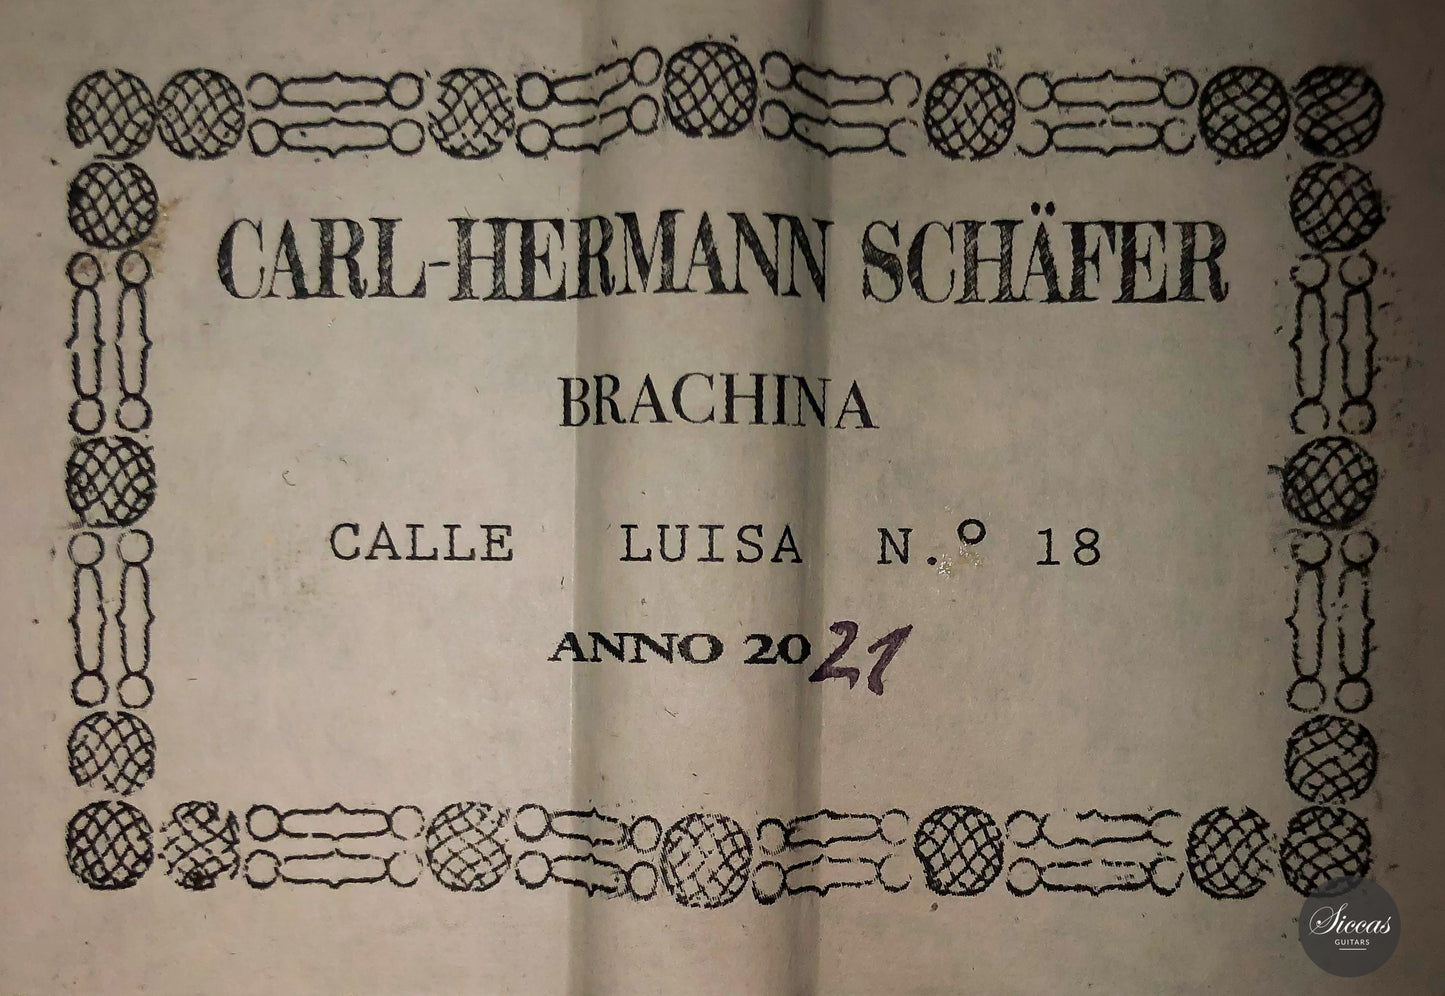 CARL-HERMANN SCHÄFER
BRACHINA
CALLE LUISA N.º 18
ANNO 2021
Siccas
GUITARS